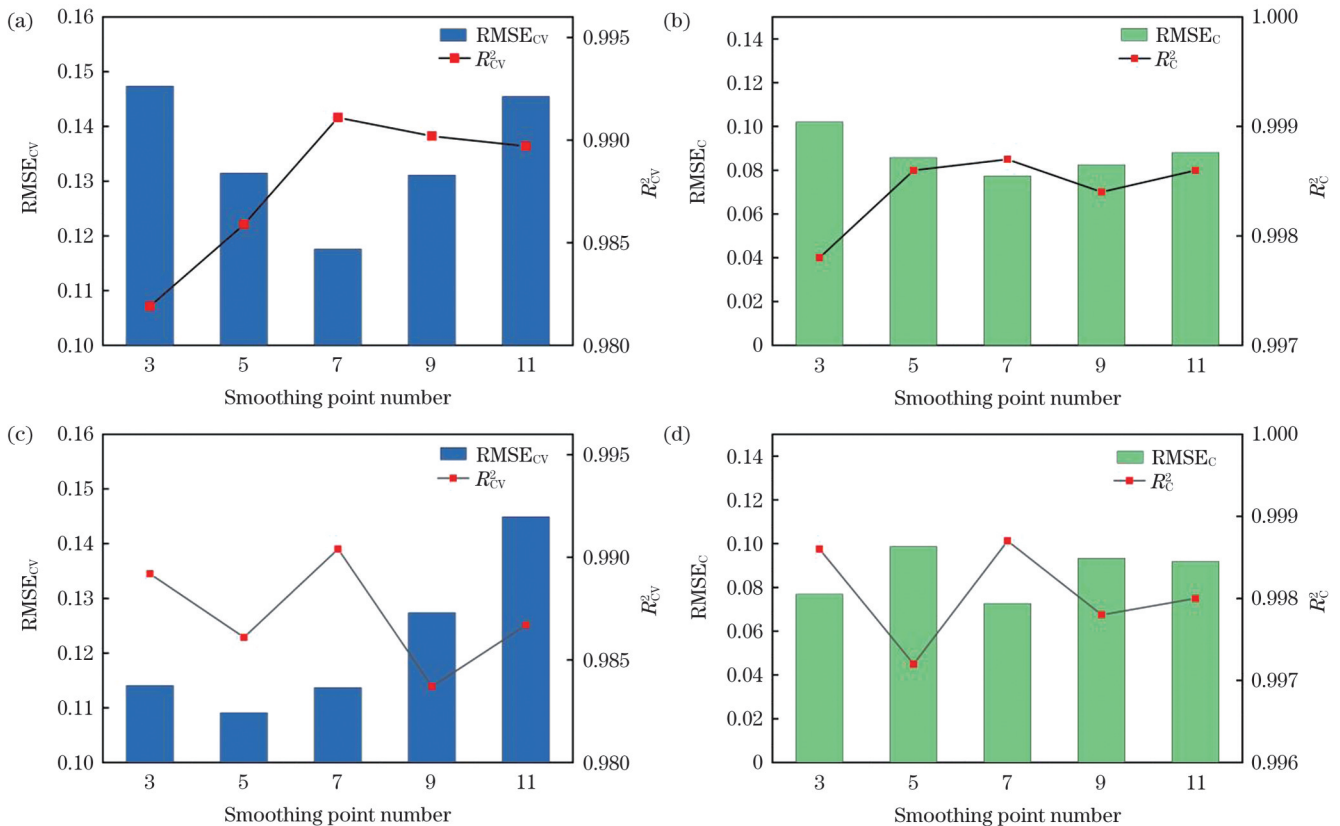 (a)
0.16
0.15
0.14
0.13
0.12
0.11
0.10
RMSE_CV
RMSE_CV
R²_CV
0.995
0.990
0.985
0.980
R²_CV
3 5 7 9 11
Smoothing point number
(b)
0.14
0.12
0.10
0.08
0.06
0.04
0.02
0
RMSE_C
RMSE_C
R²_C
1.000
0.999
0.998
0.997
R²_C
3 5 7 9 11
Smoothing point number
(c)
0.16
0.15
0.14
0.13
0.12
0.11
0.10
RMSE_CV
RMSE_CV
R²_CV
0.995
0.990
0.985
0.980
R²_CV
3 5 7 9 11
Smoothing point number
(d)
0.14
0.12
0.10
0.08
0.06
0.04
0.02
0
RMSE_C
RMSE_C
R²_C
1.000
0.999
0.998
0.997
0.996
R²_C
3 5 7 9 11
Smoothing point number